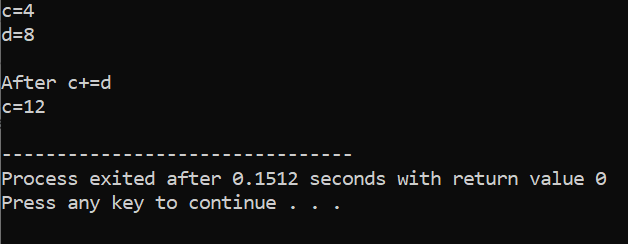 c=4
d=8
After c+=d
c=12
--------------------------------
Process exited after 0.1512 seconds with return value 0
Press any key to continue . . .